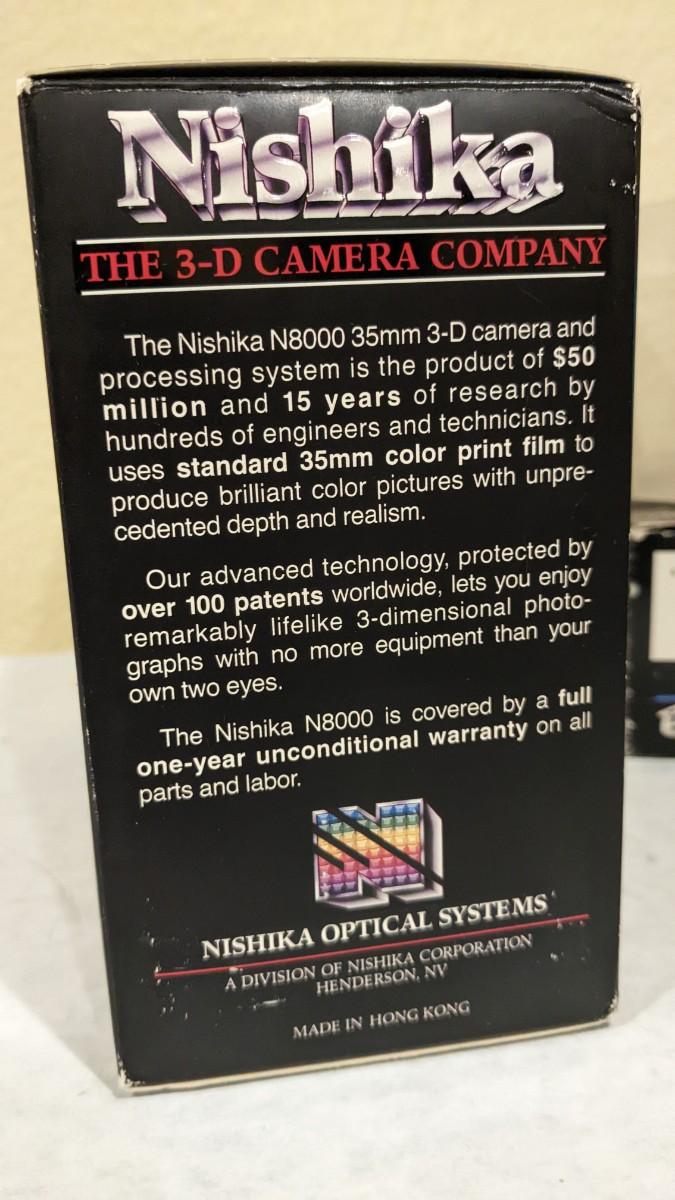 Nishika
THE 3-D CAMERA COMPANY
The Nishika N8000 35mm 3-D camera and
processing system is the product of $50
million and 15 years of research by
hundreds of engineers and technicians. It
uses standard 35mm color print film to
produce brilliant color pictures with unpre-
cedented depth and realism.
Our advanced technology, protected by
over 100 patents worldwide, lets you enjoy
remarkably lifelike 3-dimensional photo-
graphs with no more equipment than your
own two eyes.
The Nishika N8000 is covered by a full
one-year unconditional warranty on all
parts and labor.
N
NISHIKA OPTICAL SYSTEMS
A DIVISION OF NISHIKA CORPORATION
HENDERSON, NV
MADE IN HONG KONG